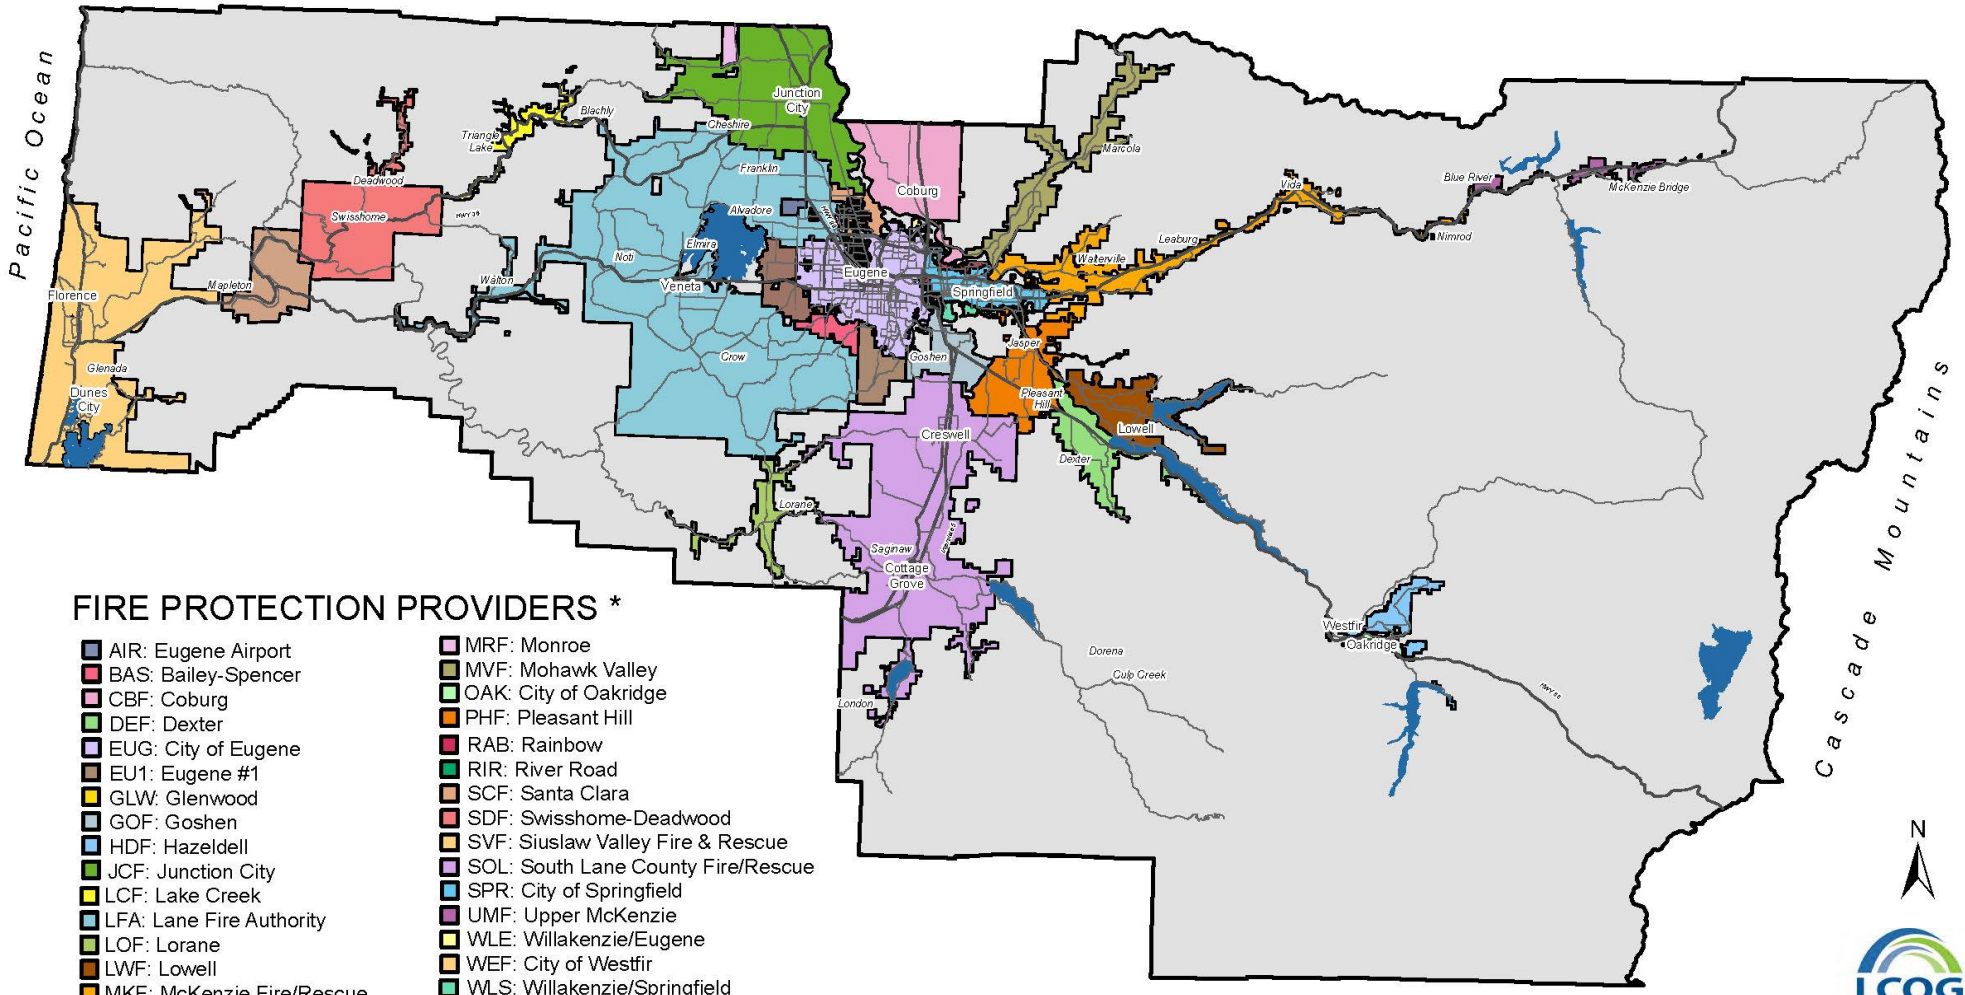 Pacific Ocean
Junction
City
Cheshire
Blachly
Triangle
Lake
Deadwood
Swisshome
HWY 36
Franklin
Alvadore
Elmira
Noti
Veneta
Walton
Mapleton
Florence
Glenada
Dunes
City
Crow
Coburg
Marcola
Eugene
Springfield
Walterville
Leaburg
Vida
Nimrod
Blue River
McKenzie Bridge
Goshen
Jasper
Pleasant
Hill
Lowell
Dexter
Creswell
Lorane
Saginaw
Cottage
Grove
London
Dorena
Culp Creek
Westfir
Oakridge
Cascade Mountains
FIRE PROTECTION PROVIDERS *
AIR: Eugene Airport
BAS: Bailey-Spencer
CBF: Coburg
DEF: Dexter
EUG: City of Eugene
EU1: Eugene #1
GLW: Glenwood
GOF: Goshen
HDF: Hazeldell
JCF: Junction City
LCF: Lake Creek
LFA: Lane Fire Authority
LOF: Lorane
LWF: Lowell
MKF: McKenzie Fire/Rescue
MRF: Monroe
MVF: Mohawk Valley
OAK: City of Oakridge
PHF: Pleasant Hill
RAB: Rainbow
RIR: River Road
SCF: Santa Clara
SDF: Swisshome-Deadwood
SVF: Siuslaw Valley Fire & Rescue
SOL: South Lane County Fire/Rescue
SPR: City of Springfield
UMF: Upper McKenzie
WLE: Willakenzie/Eugene
WEF: City of Westfir
WLS: Willakenzie/Springfield
N
LCOG